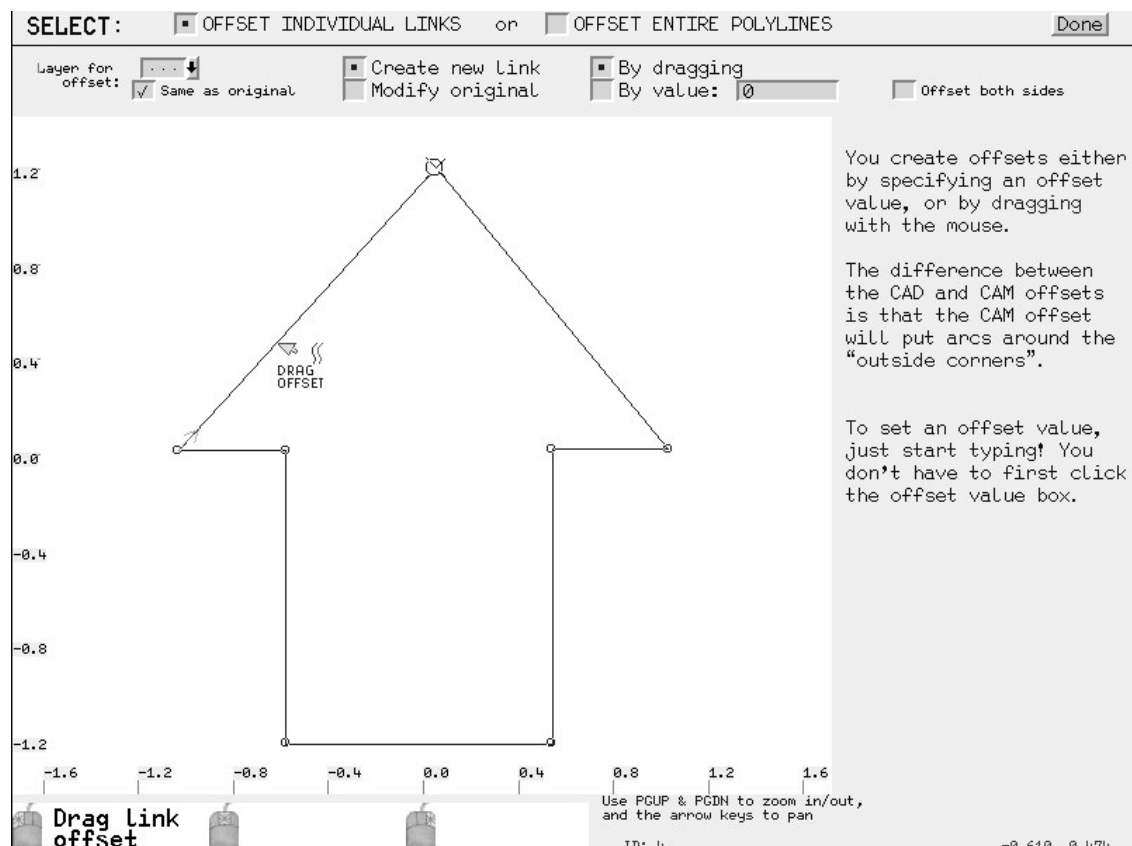 SELECT: OFFSET INDIVIDUAL LINKS or OFFSET ENTIRE POLYLINES Done
Layer for offset: ...
Same as original
Create new link
Modify original
By dragging
By value: 0
Offset both sides
You create offsets either
by specifying an offset
value, or by dragging
with the mouse.
The difference between
the CAD and CAM offsets
is that the CAM offset
will put arcs around the
“outside corners”.
To set an offset value,
just start typing! You
don't have to first click
the offset value box.
1.2
0.8
0.4
0.0
-0.4
-0.8
-1.2
DRAG
OFFSET
-1.6 -1.2 -0.8 -0.4 0.0 0.4 0.8 1.2 1.6
Drag link
offset
Use PGUP & PGDN to zoom in/out,
and the arrow keys to pan